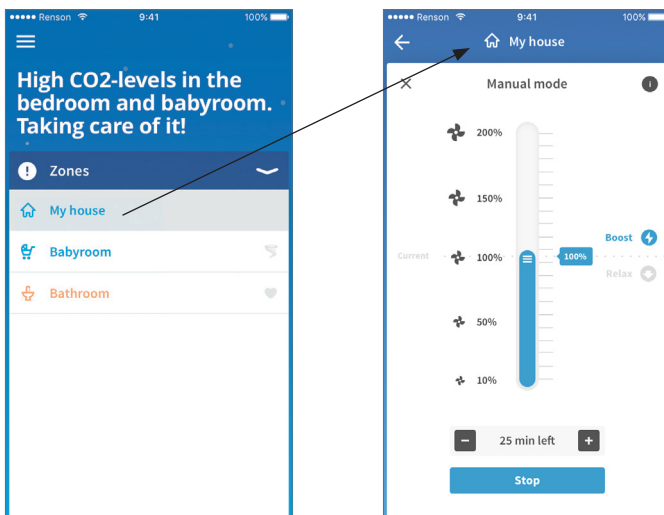 Renson 9:41 100%
High CO2-levels in the
bedroom and babyroom.
Taking care of it!
Zones
My house
Babyroom
Bathroom
Renson 9:41 100%
My house
Manual mode
200%
150%
Boost
Current 100% 100%
Relax
50%
10%
25 min left
Stop